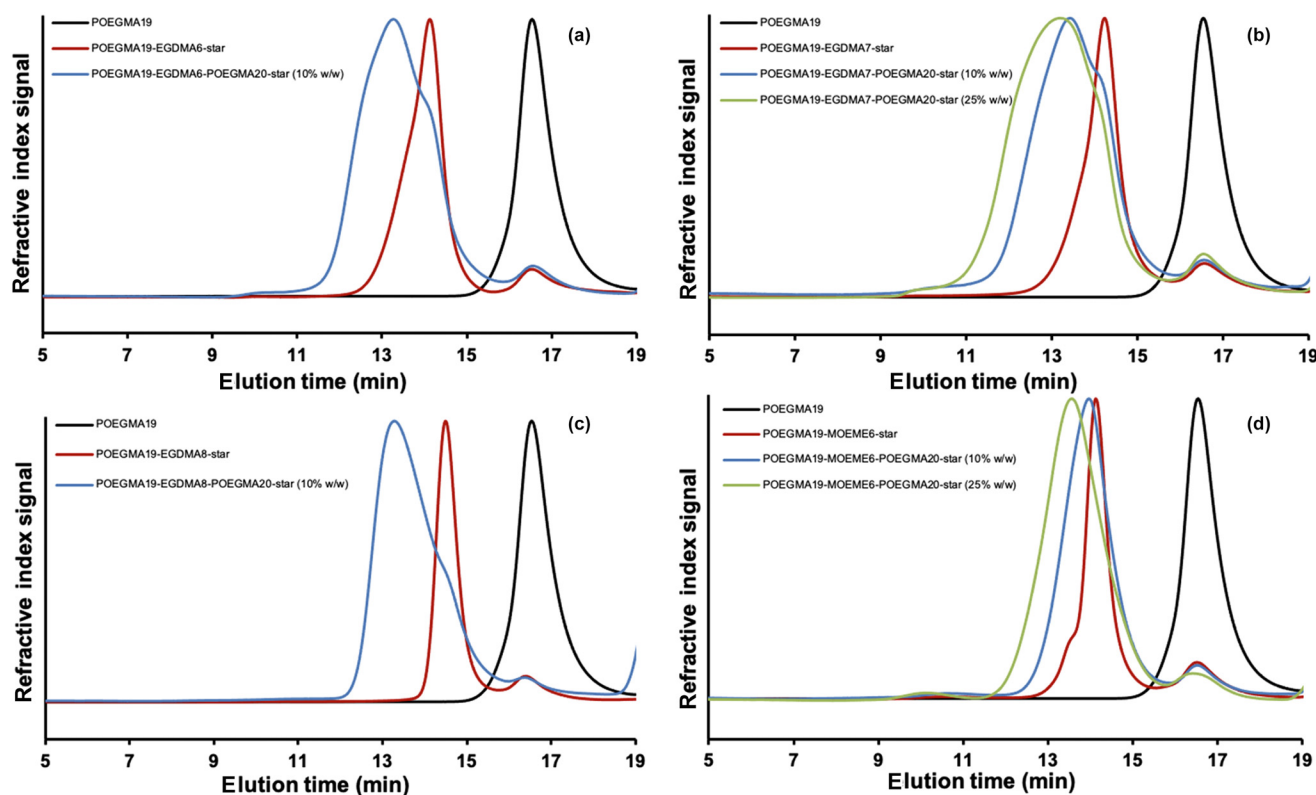 POEGMA19
POEGMA19-EGDMA6-star
POEGMA19-EGDMA6-POEGMA20-star (10% w/w)
(a)
Refractive index signal
5 7 9 11 13 15 17 19
Elution time (min)
POEGMA19
POEGMA19-EGDMA7-star
POEGMA19-EGDMA7-POEGMA20-star (10% w/w)
POEGMA19-EGDMA7-POEGMA20-star (25% w/w)
(b)
Refractive index signal
5 7 9 11 13 15 17 19
Elution time (min)
POEGMA19
POEGMA19-EGDMA8-star
POEGMA19-EGDMA8-POEGMA20-star (10% w/w)
(c)
Refractive index signal
5 7 9 11 13 15 17 19
Elution time (min)
POEGMA19
POEGMA19-MOEME6-star
POEGMA19-MOEME6-POEGMA20-star (10% w/w)
POEGMA19-MOEME6-POEGMA20-star (25% w/w)
(d)
Refractive index signal
5 7 9 11 13 15 17 19
Elution time (min)